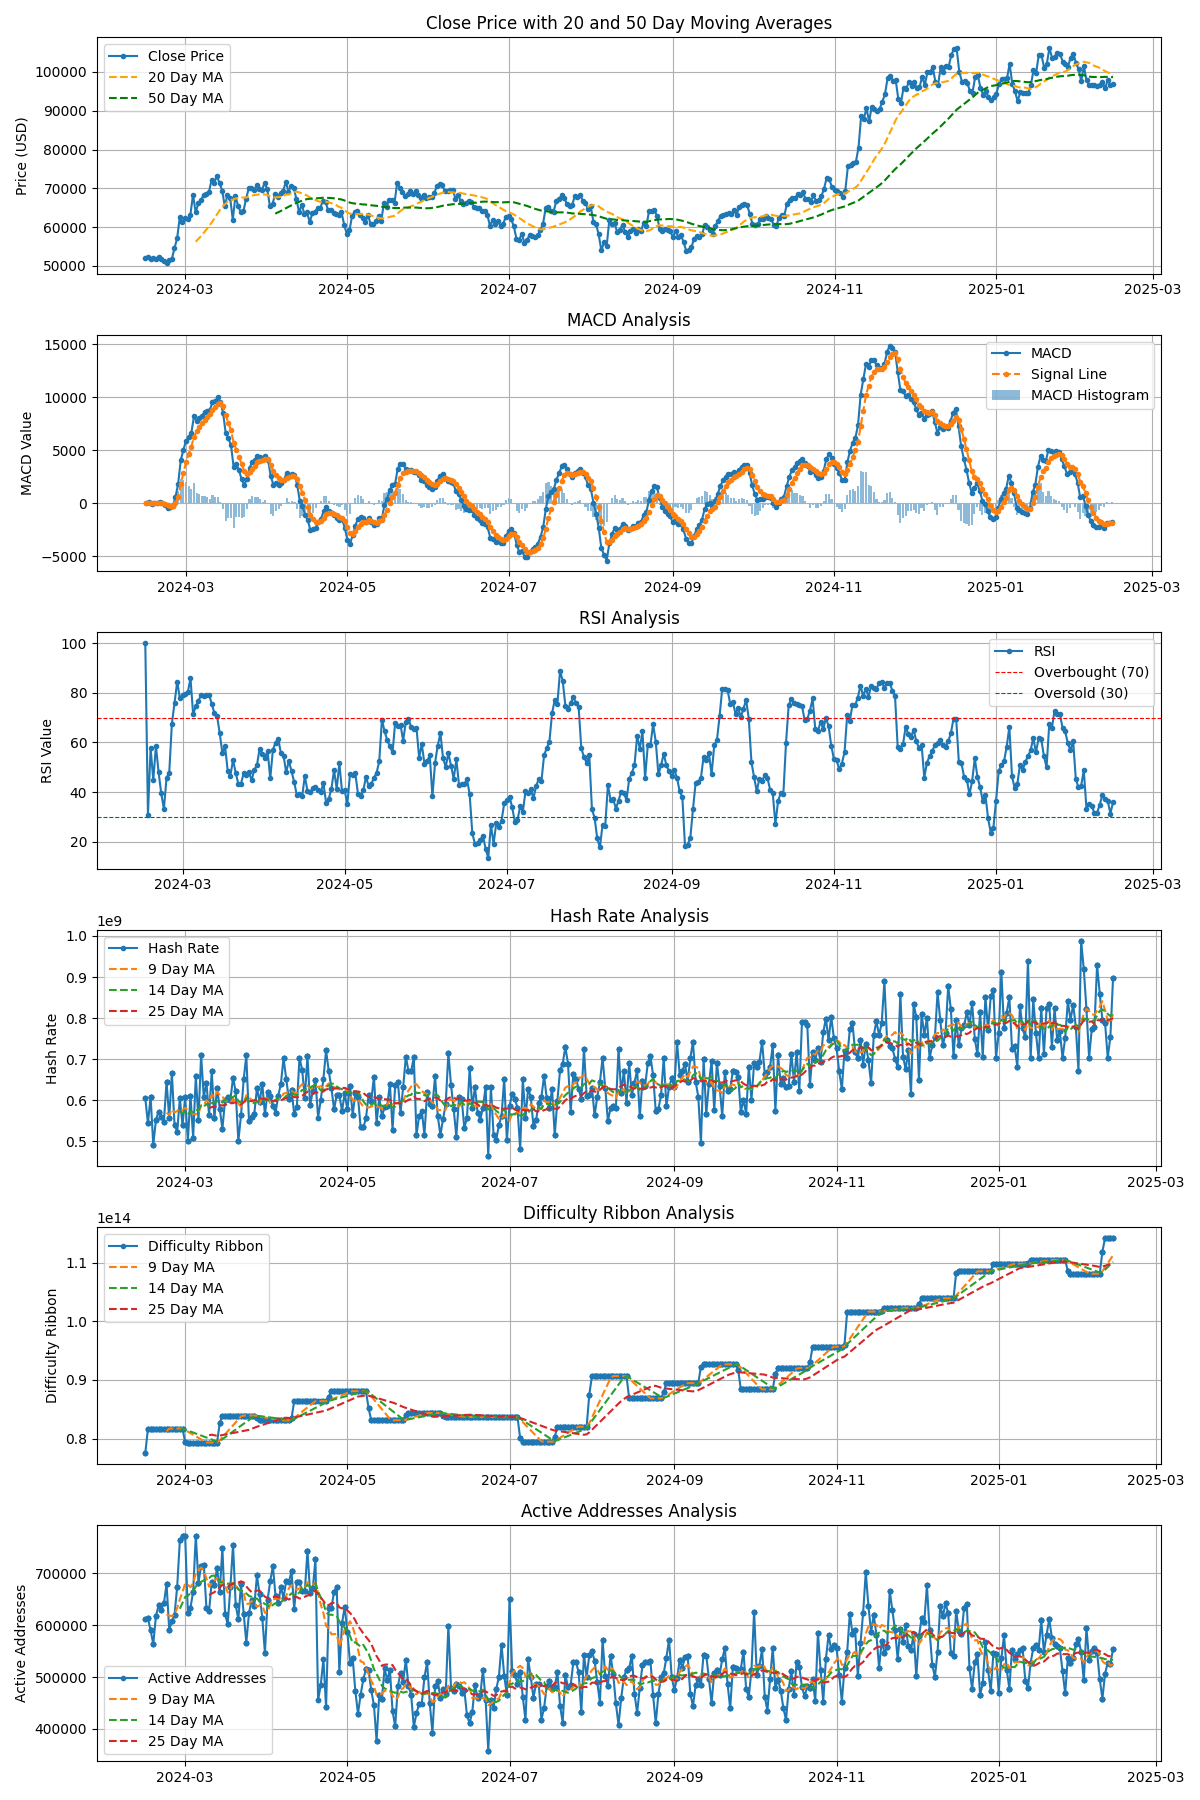 Close Price with 20 and 50 Day Moving Averages
Close Price
20 Day MA
50 Day MA
Price (USD)
100000
90000
80000
70000
60000
50000
2024-03 2024-05 2024-07 2024-09 2024-11 2025-01 2025-03
MACD Analysis
MACD
Signal Line
MACD Histogram
MACD Value
15000
10000
5000
0
−5000
2024-03 2024-05 2024-07 2024-09 2024-11 2025-01 2025-03
RSI Analysis
RSI
Overbought (70)
Oversold (30)
RSI Value
100
80
60
40
20
2024-03 2024-05 2024-07 2024-09 2024-11 2025-01 2025-03
Hash Rate Analysis
1e9
Hash Rate
9 Day MA
14 Day MA
25 Day MA
Hash Rate
1.0
0.9
0.8
0.7
0.6
0.5
2024-03 2024-05 2024-07 2024-09 2024-11 2025-01 2025-03
Difficulty Ribbon Analysis
1e14
Difficulty Ribbon
9 Day MA
14 Day MA
25 Day MA
Difficulty Ribbon
1.1
1.0
0.9
0.8
2024-03 2024-05 2024-07 2024-09 2024-11 2025-01 2025-03
Active Addresses Analysis
Active Addresses
700000
600000
500000
400000
Active Addresses
9 Day MA
14 Day MA
25 Day MA
2024-03 2024-05 2024-07 2024-09 2024-11 2025-01 2025-03